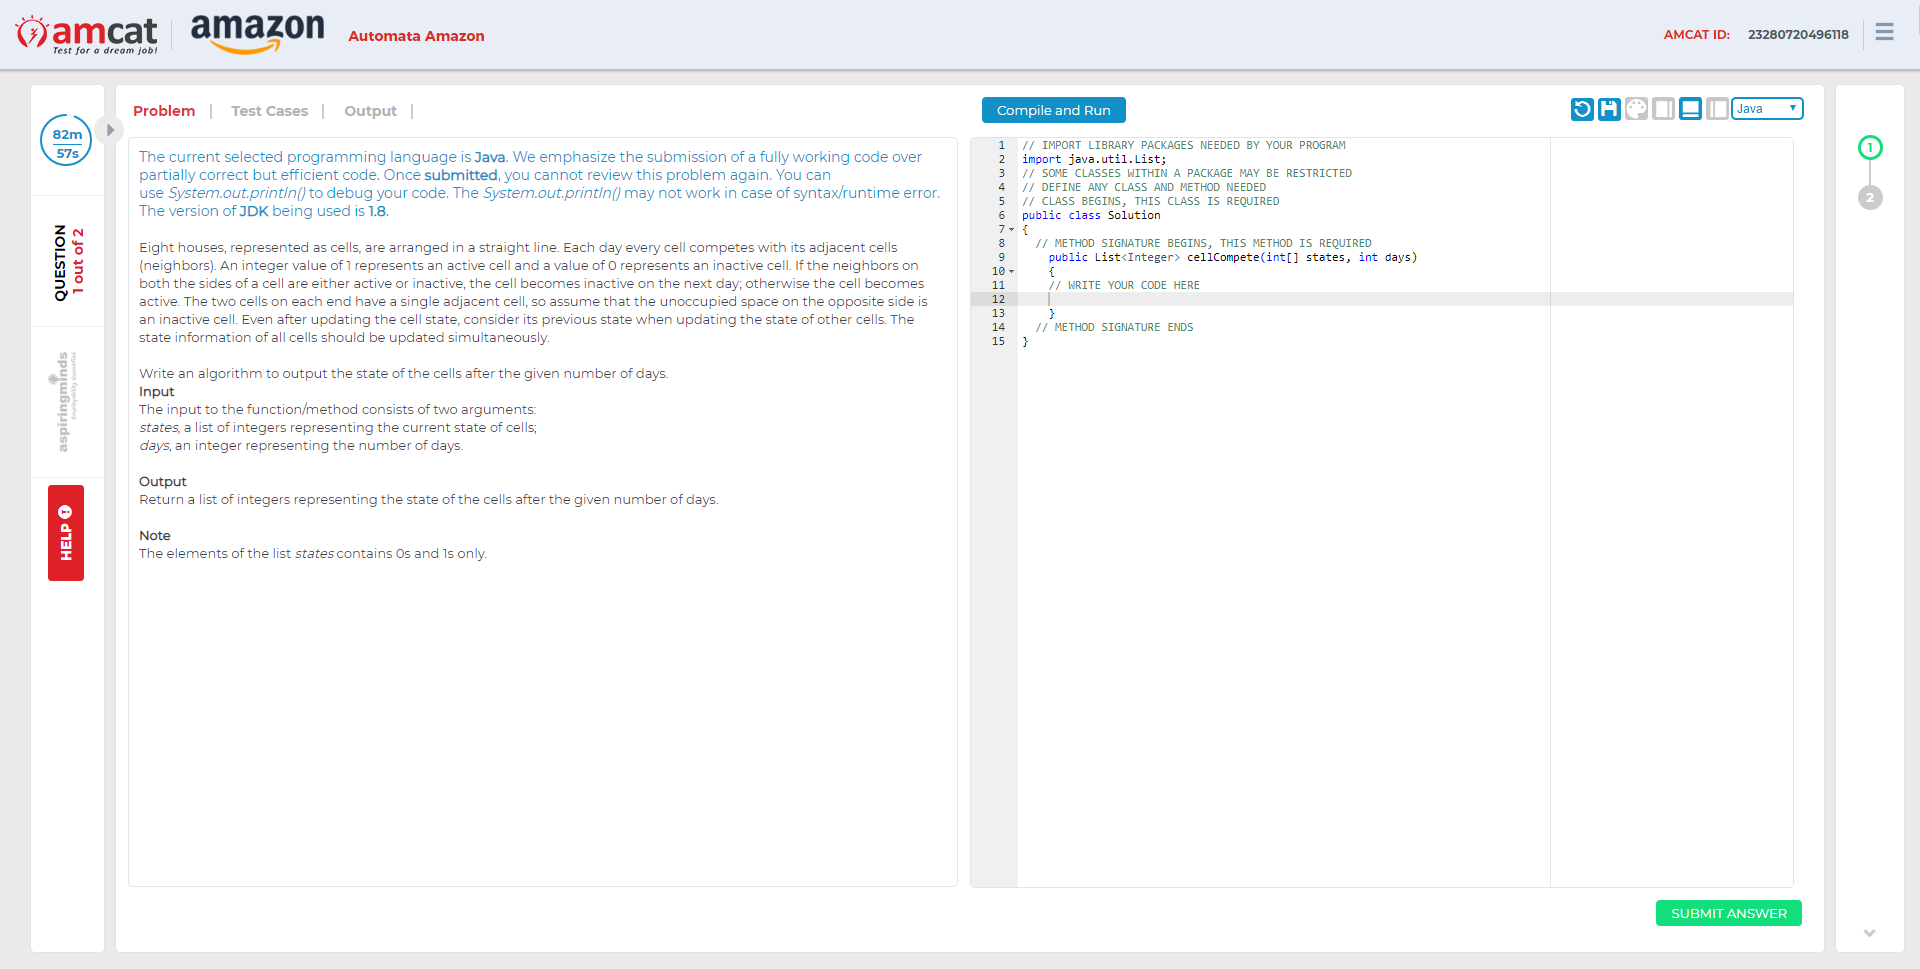 amcat
Test for a dream job!
amazon
Automata Amazon
AMCAT ID: 23280720496118
82m
57s
QUESTION
1 out of 2
aspiringminds
Employability Quantified
HELP
Problem | Test Cases | Output |
The current selected programming language is Java. We emphasize the submission of a fully working code over
partially correct but efficient code. Once submitted, you cannot review this problem again. You can
use System.out.println() to debug your code. The System.out.println() may not work in case of syntax/runtime error.
The version of JDK being used is 1.8.
Eight houses, represented as cells, are arranged in a straight line. Each day every cell competes with its adjacent cells
(neighbors). An integer value of 1 represents an active cell and a value of 0 represents an inactive cell. If the neighbors on
both the sides of a cell are either active or inactive, the cell becomes inactive on the next day; otherwise the cell becomes
active. The two cells on each end have a single adjacent cell, so assume that the unoccupied space on the opposite side is
an inactive cell. Even after updating the cell state, consider its previous state when updating the state of other cells. The
state information of all cells should be updated simultaneously.
Write an algorithm to output the state of the cells after the given number of days.
Input
The input to the function/method consists of two arguments:
states, a list of integers representing the current state of cells;
days, an integer representing the number of days.
Output
Return a list of integers representing the state of the cells after the given number of days.
Note
The elements of the list states contains 0s and 1s only.
Compile and Run
Java
1 // IMPORT LIBRARY PACKAGES NEEDED BY YOUR PROGRAM
2 import java.util.List;
3 // SOME CLASSES WITHIN A PACKAGE MAY BE RESTRICTED
4 // DEFINE ANY CLASS AND METHOD NEEDED
5 // CLASS BEGINS, THIS CLASS IS REQUIRED
6 public class Solution
7 {
8 // METHOD SIGNATURE BEGINS, THIS METHOD IS REQUIRED
9 public List<Integer> cellCompete(int[] states, int days)
10 {
11 // WRITE YOUR CODE HERE
12
13 }
14 // METHOD SIGNATURE ENDS
15 }
SUBMIT ANSWER
1
2